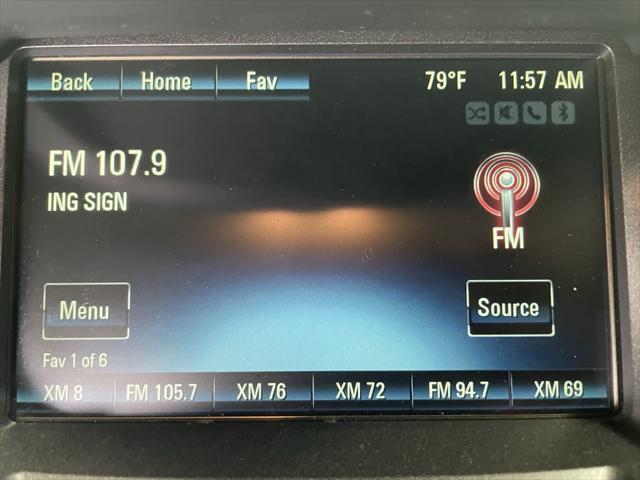 Back Home Fav 79°F 11:57 AM
FM 107.9
ING SIGN
FM
Menu Source
Fav 1 of 6
XM 8 FM 105.7 XM 76 XM 72 FM 94.7 XM 69